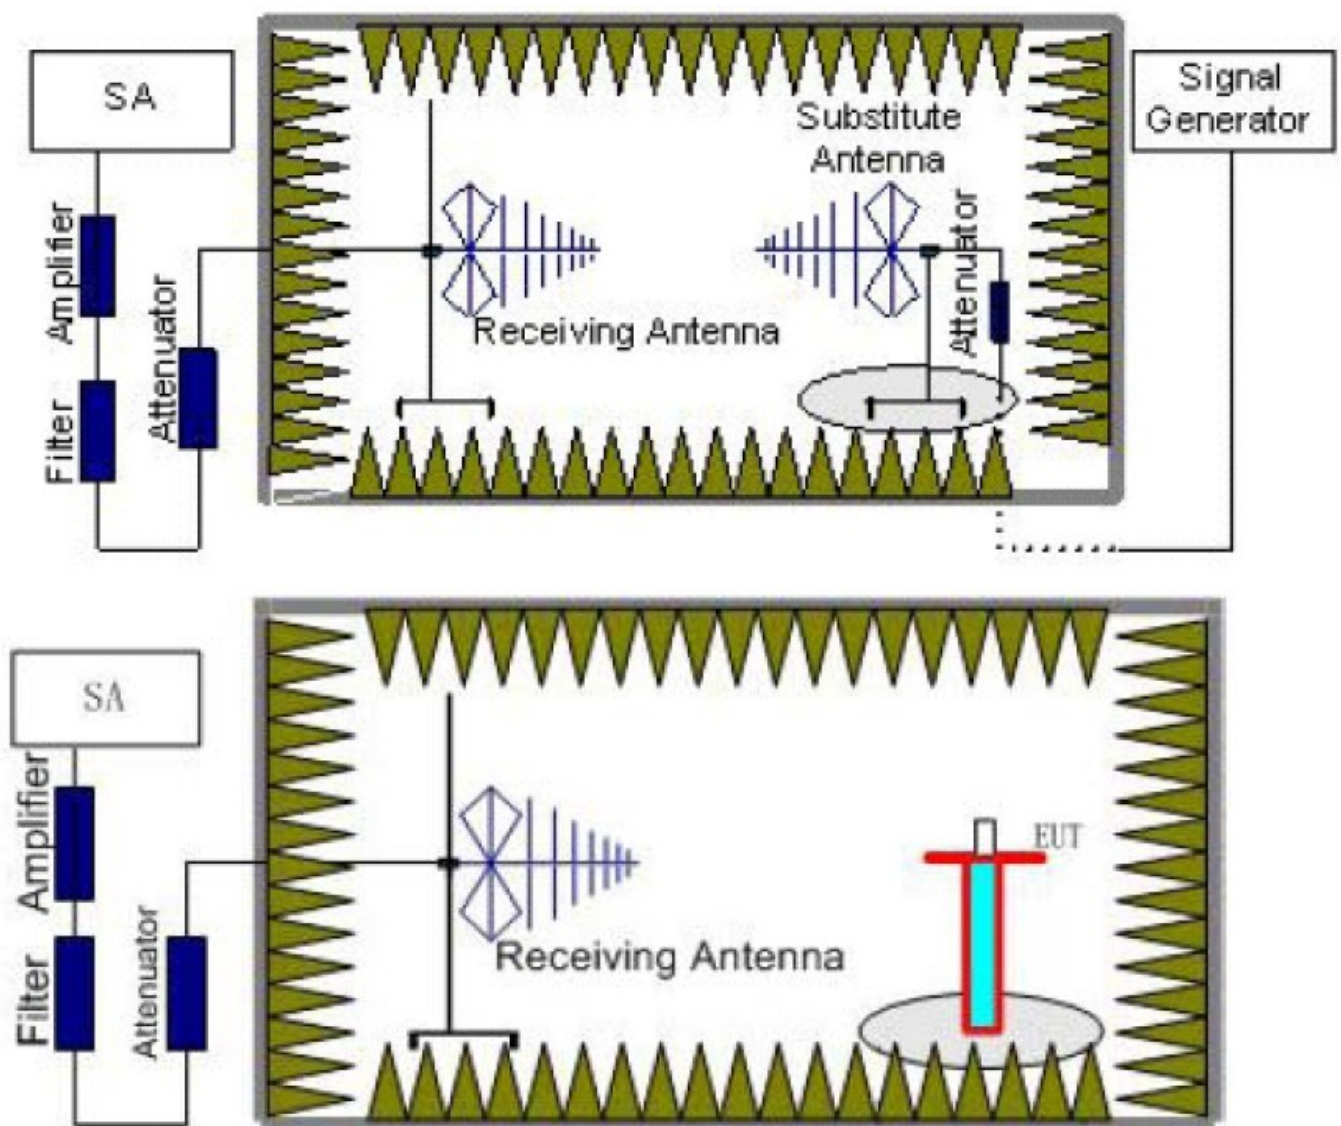 SA
Signal
Generator
Substitute
Antenna
Amplifier
Attenuator
Attenuator
Receiving Antenna
Filter
SA
Amplifier
EUT
Receiving Antenna
Filter
Attenuator